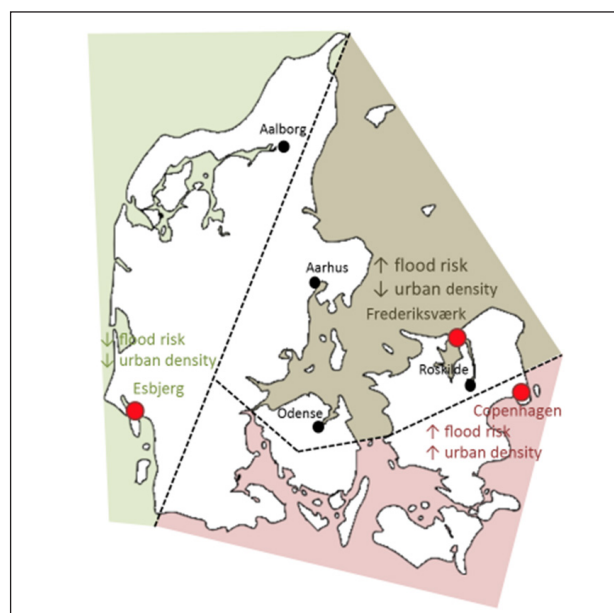 Aalborg
Aarhus
↑ flood risk
↓ urban density
Frederiksværk
↓ flood risk
↓ urban density
Esbjerg
Roskilde
Odense
Copenhagen
↑ flood risk
↑ urban density